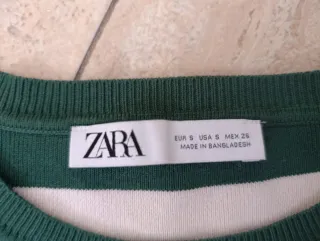 ZARA
EUR S USA S MEX 26
MADE IN BANGLADESH